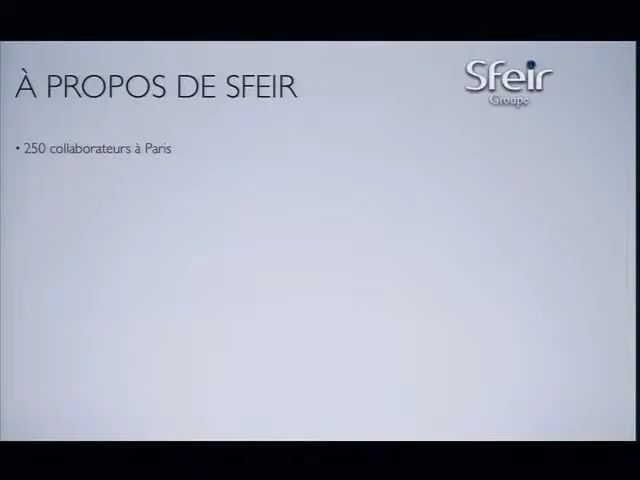 À PROPOS DE SFEIR
Sfeir
Groupe
• 250 collaborateurs à Paris